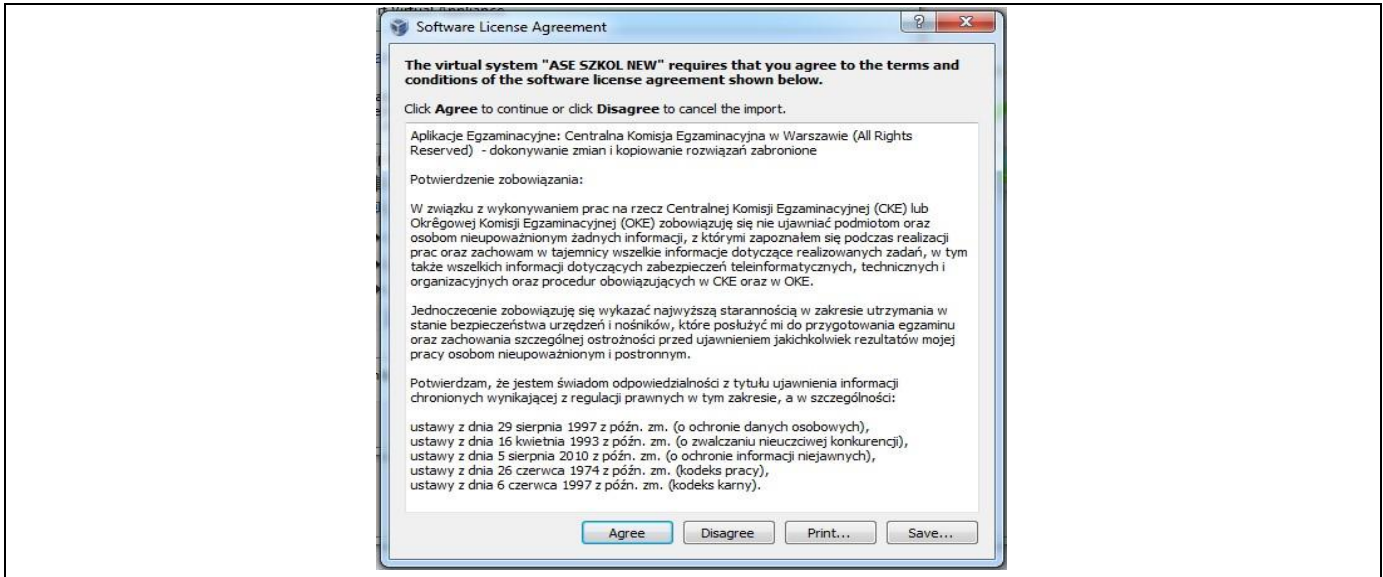 Software License Agreement
The virtual system "ASE SZKOL NEW" requires that you agree to the terms and
conditions of the software license agreement shown below.
Click Agree to continue or click Disagree to cancel the import.
Aplikacje Egzaminacyjne: Centralna Komisja Egzaminacyjna w Warszawie (All Rights
Reserved) - dokonywanie zmian i kopiowanie rozwiązań zabronione
Potwierdzenie zobowiązania:
W związku z wykonywaniem prac na rzecz Centralnej Komisji Egzaminacyjnej (CKE) lub
Okrêgowej Komisji Egzaminacyjnej (OKE) zobowiązuję się nie ujawniać podmiotom oraz
osobom nieupoważnionym żadnych informacji, z którymi zapoznałem się podczas realizacji
prac oraz zachowam w tajemnicy wszelkie informacje dotyczące realizowanych zadań, w tym
także wszelkich informacji dotyczących zabezpieczeń teleinformatycznych, technicznych i
organizacyjnych oraz procedur obowiązujących w CKE oraz w OKE.
Jednoczeœnie zobowiązuję się wykazać najwyższą starannością w zakresie utrzymania w
stanie bezpieczeństwa urządzeń i nośników, które posłużyć mi do przygotowania egzaminu
oraz zachowania szczególnej ostrożności przed ujawnieniem jakichkolwiek rezultatów mojej
pracy osobom nieupoważnionym i postronnym.
Potwierdzam, że jestem świadom odpowiedzialności z tytułu ujawnienia informacji
chronionych wynikającej z regulacji prawnych w tym zakresie, a w szczególności:
ustawy z dnia 29 sierpnia 1997 z późn. zm. (o ochronie danych osobowych),
ustawy z dnia 16 kwietnia 1993 z późn. zm. (o zwalczaniu nieuczciwej konkurencji),
ustawy z dnia 5 sierpnia 2010 z późn. zm. (o ochronie informacji niejawnych),
ustawy z dnia 26 czerwca 1974 z późn. zm. (kodeks pracy),
ustawy z dnia 6 czerwca 1997 z późn. zm. (kodeks karny).
Agree Disagree Print... Save...